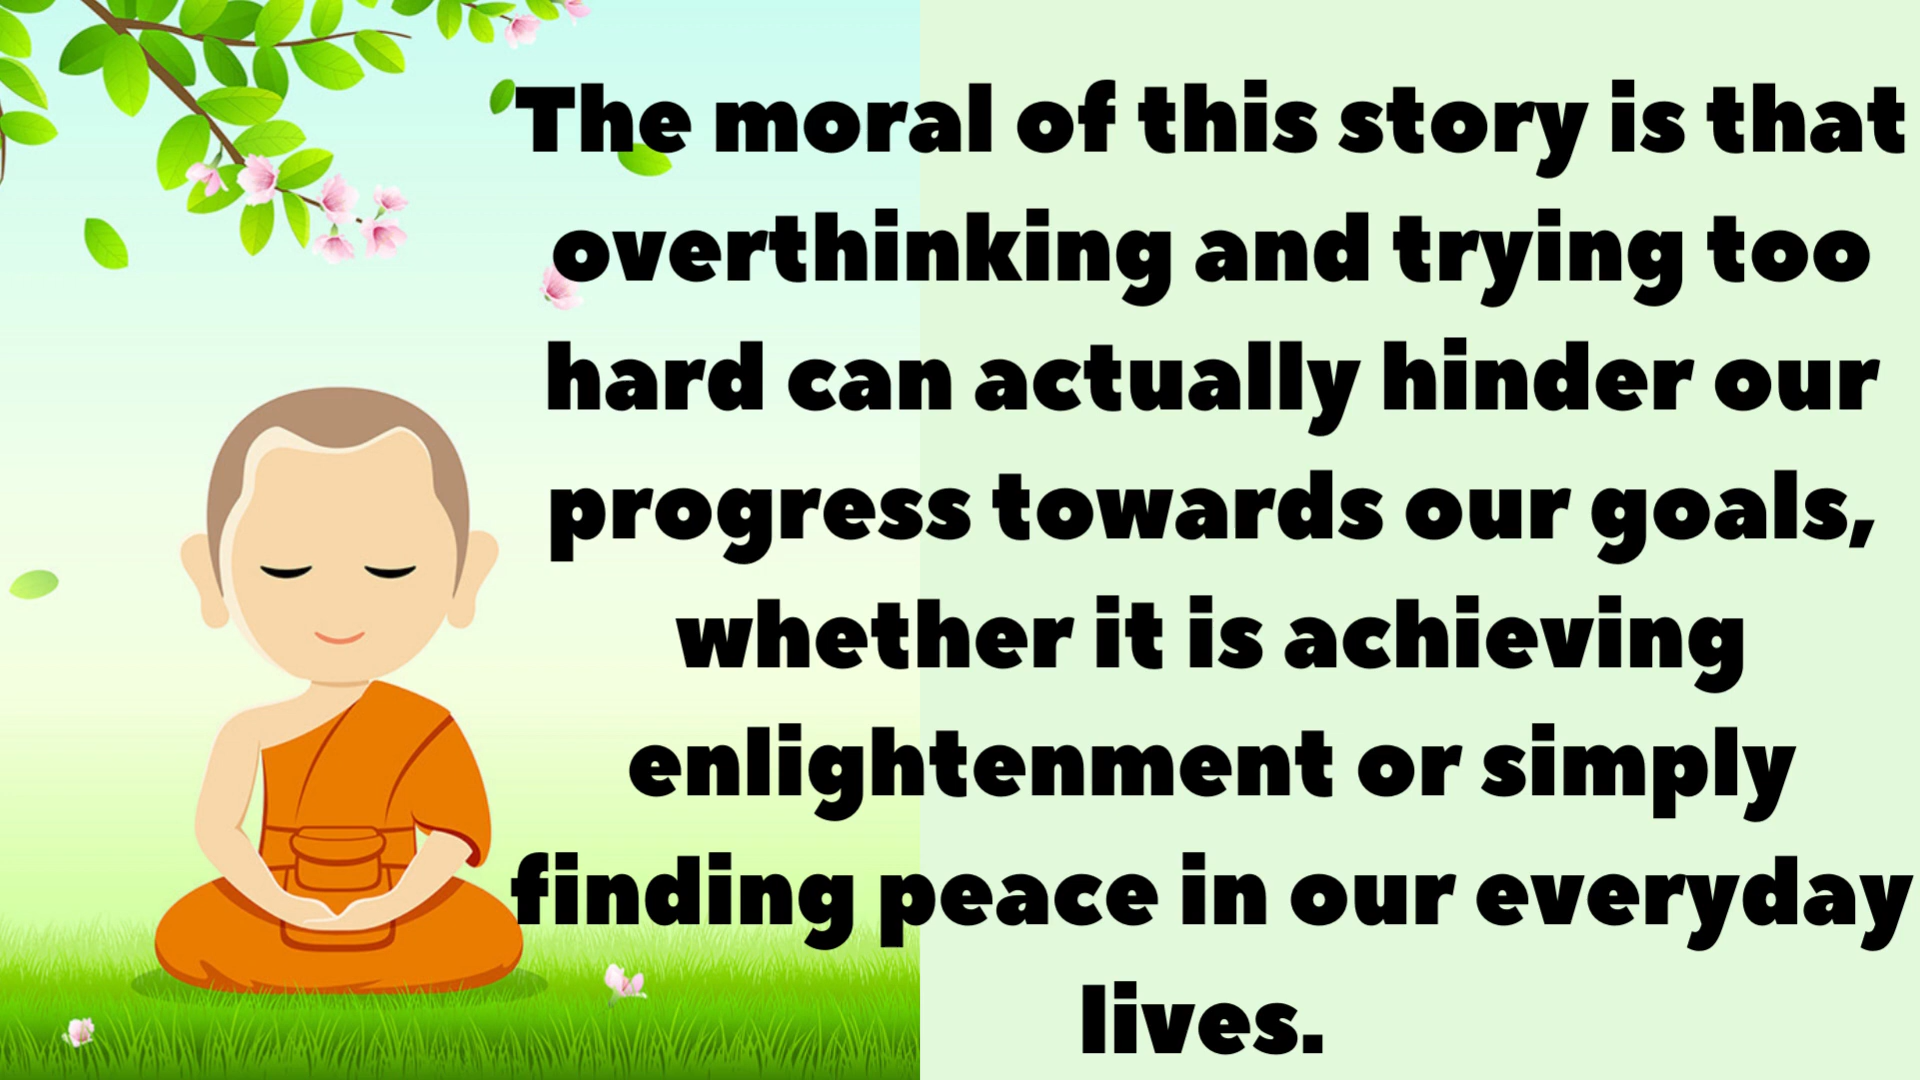 The moral of this story is that
overthinking and trying too
hard can actually hinder our
progress towards our goals,
whether it is achieving
enlightenment or simply
finding peace in our everyday
lives.